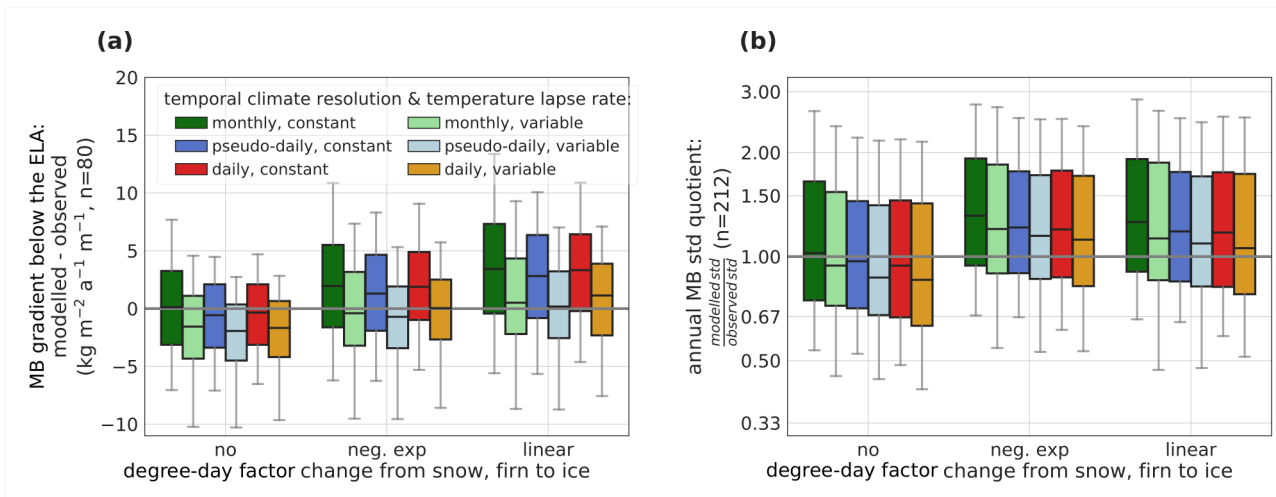 (a)
MB gradient below the ELA:
modelled - observed
(kg m⁻² a⁻¹ m⁻¹, n=80)
20
15
10
5
0
−5
−10
temporal climate resolution & temperature lapse rate:
monthly, constant
monthly, variable
pseudo-daily, constant
pseudo-daily, variable
daily, constant
daily, variable
no
neg. exp
linear
degree-day factor change from snow, firn to ice
(b)
annual MB std quotient:
modelled std
observed std
(n=212)
3.00
2.00
1.50
1.00
0.67
0.50
0.33
no
neg. exp
linear
degree-day factor change from snow, firn to ice